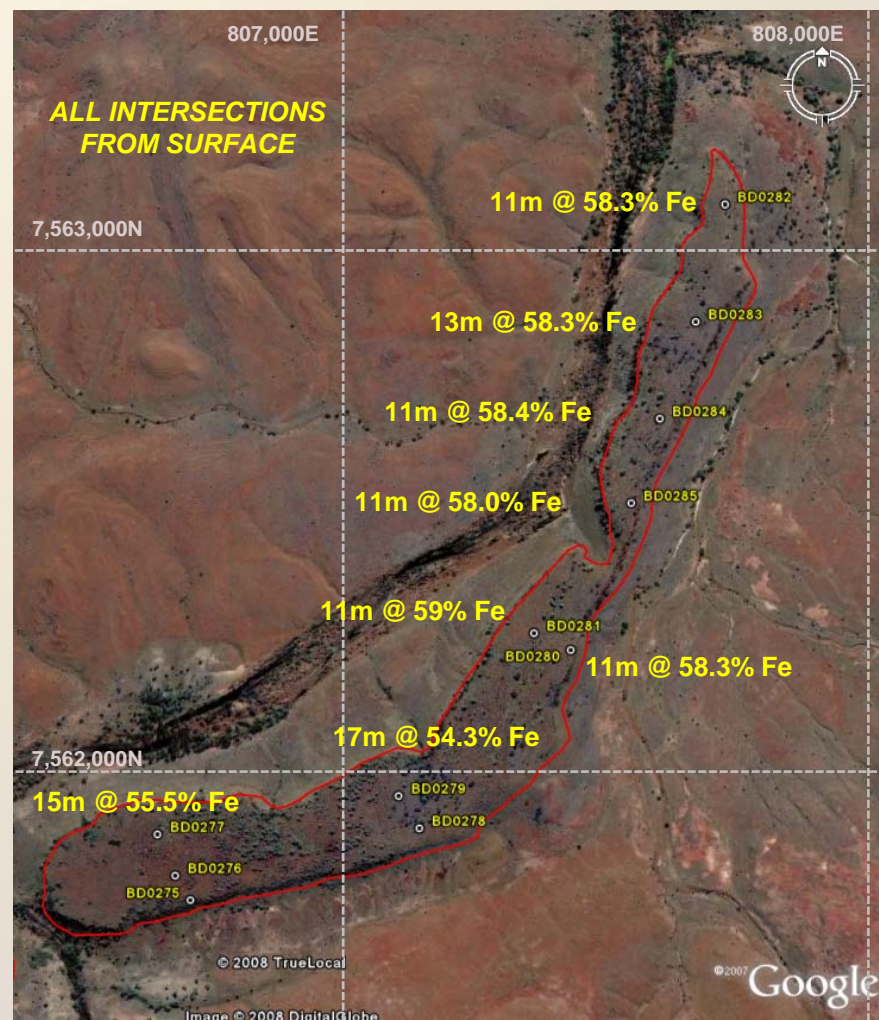 807,000E
808,000E
N
ALL INTERSECTIONS
FROM SURFACE
11m @ 58.3% Fe
BD0282
7,563,000N
13m @ 58.3% Fe
BD0283
11m @ 58.4% Fe
BD0284
11m @ 58.0% Fe
BD0285
11m @ 59% Fe
BD0281
BD0280
11m @ 58.3% Fe
17m @ 54.3% Fe
7,562,000N
15m @ 55.5% Fe
BD0279
BD0278
BD0277
BD0276
BD0275
© 2008 TrueLocal
©2007 Google
Image © 2008 DigitalGlobe